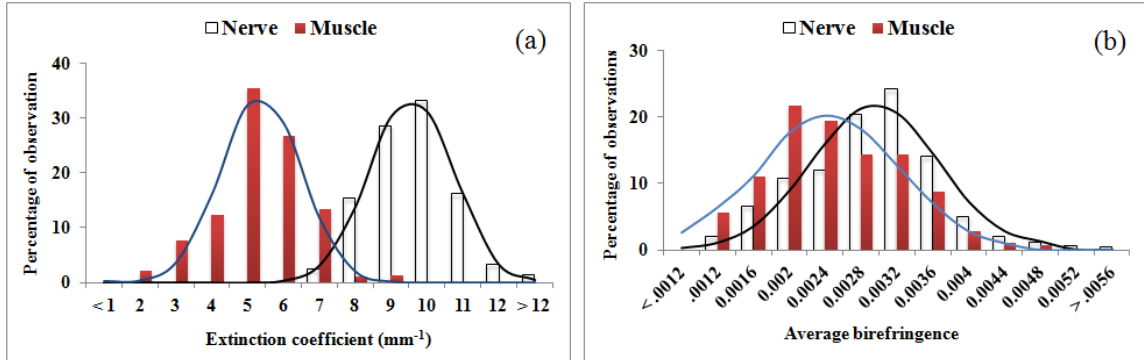 Nerve Muscle
(a)
Percentage of observation
40
30
20
10
0
< 1 2 3 4 5 6 7 8 9 10 11 12 > 12
Extinction coefficient (mm-1)
Nerve Muscle
(b)
Percentage of observations
30
20
10
0
< .0012 .0012 0.0016 0.002 0.0024 0.0028 0.0032 0.0036 0.004 0.0044 0.0048 0.0052 > .0056
Average birefringence